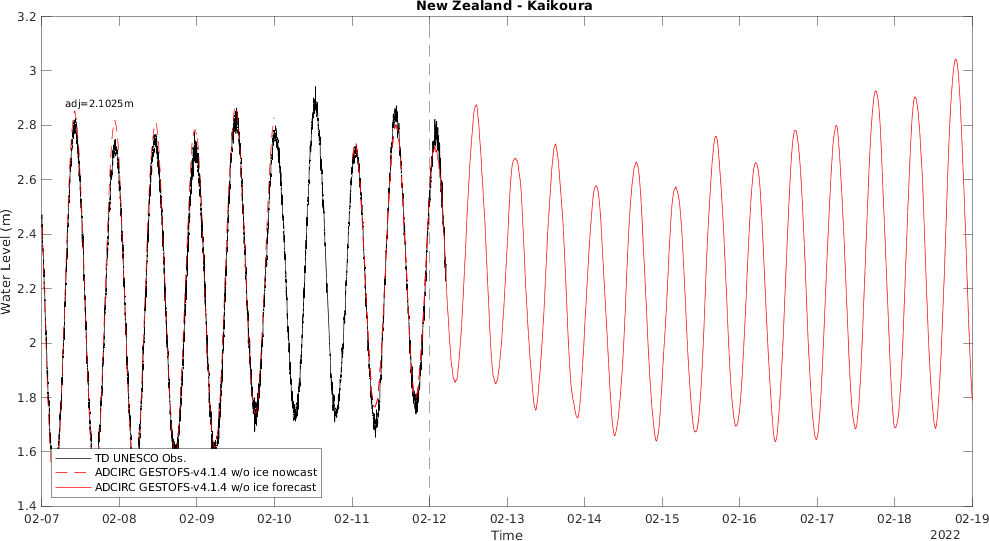 New Zealand - Kaikoura
3.2
3
2.8
2.6
2.4
2.2
2
1.8
1.6
1.4
Water Level (m)
adj=2.1025m
TD UNESCO Obs.
ADCIRC GESTOFS-v4.1.4 w/o ice nowcast
ADCIRC GESTOFS-v4.1.4 w/o ice forecast
02-07 02-08 02-09 02-10 02-11 02-12 02-13 02-14 02-15 02-16 02-17 02-18 02-19
Time
2022